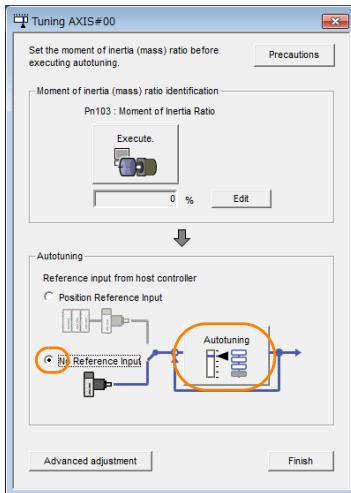 Tuning AXIS#00
Set the moment of inertia (mass) ratio before
executing autotuning.
Precautions
Moment of inertia (mass) ratio identification
Pn103 : Moment of Inertia Ratio
Execute.
0 %
Edit
Autotuning
Reference input from host controller
Position Reference Input
No Reference Input
Autotuning
Advanced adjustment
Finish